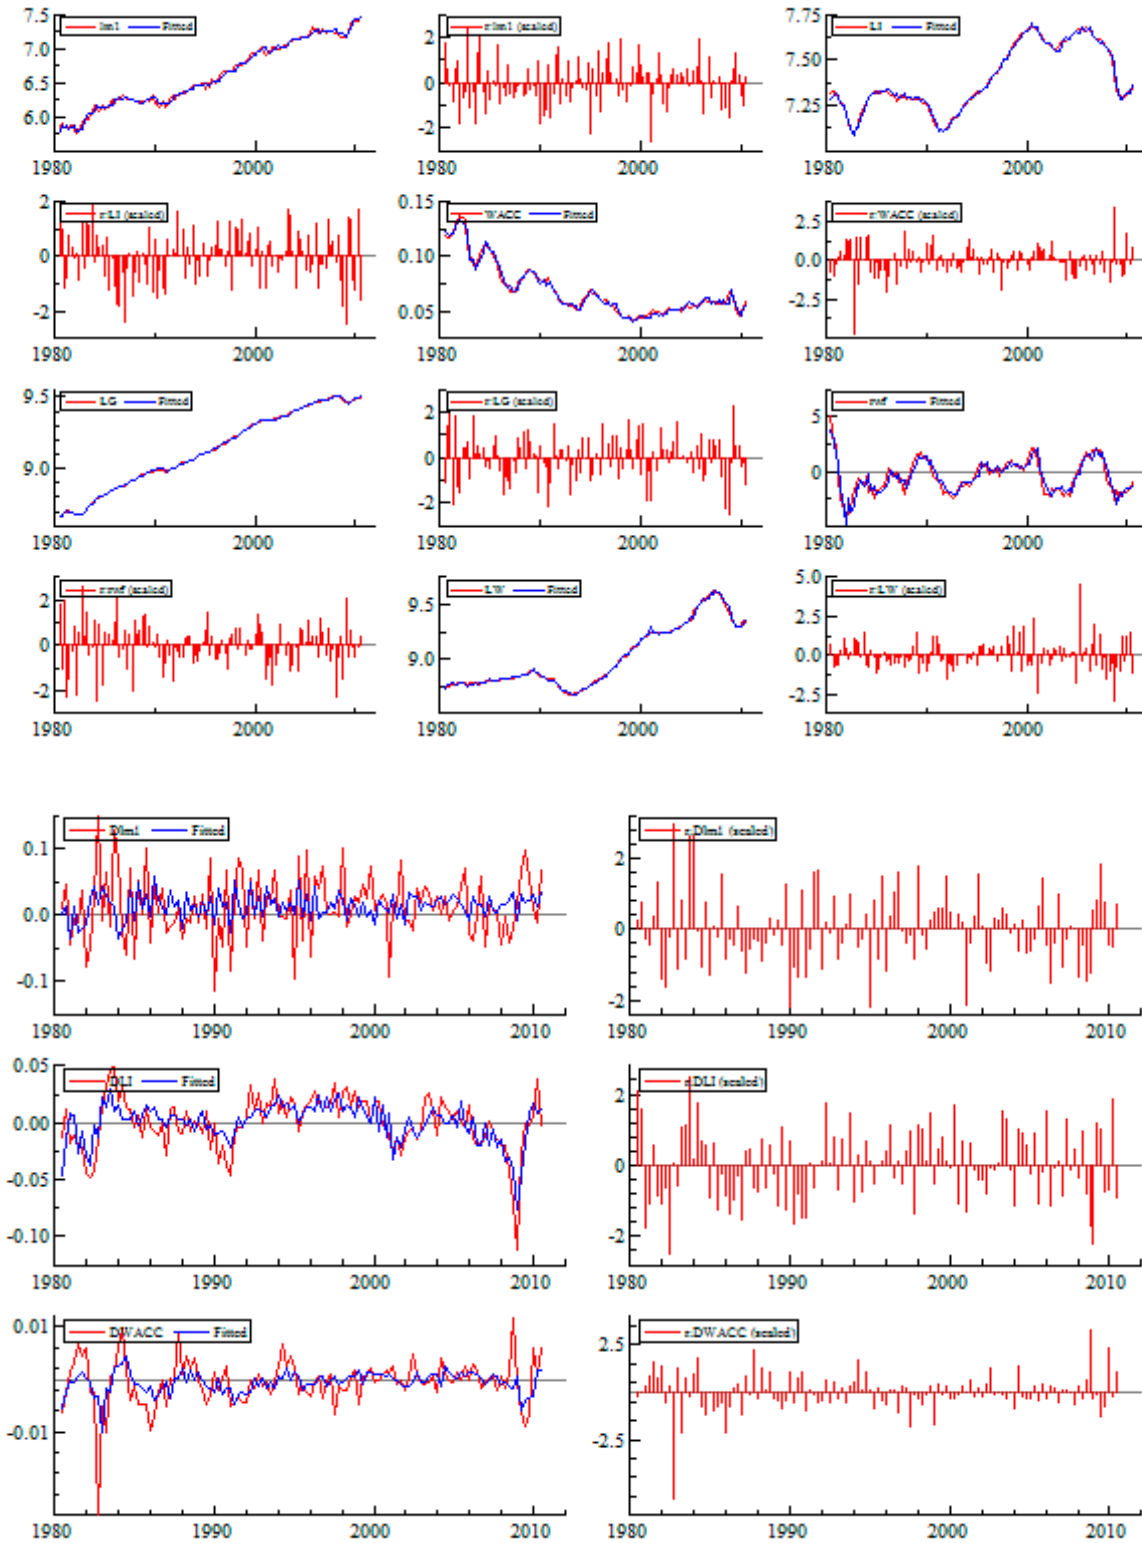 7.5 lm1 Fitted
7.0
6.5
6.0
1980 2000
2 r:lm1 (scaled)
0
-2
1980 2000
7.75 LI Fitted
7.50
7.25
1980 2000
2 r:LI (scaled)
0
-2
1980 2000
0.15 WACC Fitted
0.10
0.05
1980 2000
r:WACC (scaled)
2.5
0.0
-2.5
1980 2000
9.5 LG Fitted
9.0
1980 2000
r:LG (scaled)
2
0
-2
1980 2000
rwf Fitted
5
0
1980 2000
r:rwf (scaled)
2
0
-2
1980 2000
LW Fitted
9.5
9.0
1980 2000
5.0 r:LW (scaled)
2.5
0.0
-2.5
1980 2000
Dlm1 Fitted
0.1
0.0
-0.1
1980 1990 2000 2010
r:Dlm1 (scaled)
2
0
-2
1980 1990 2000 2010
0.05 DLI Fitted
0.00
-0.05
-0.10
1980 1990 2000 2010
r:DLI (scaled)
2
0
-2
1980 1990 2000 2010
0.01 DWACC Fitted
-0.01
1980 1990 2000 2010
r:DWACC (scaled)
2.5
-2.5
1980 1990 2000 2010